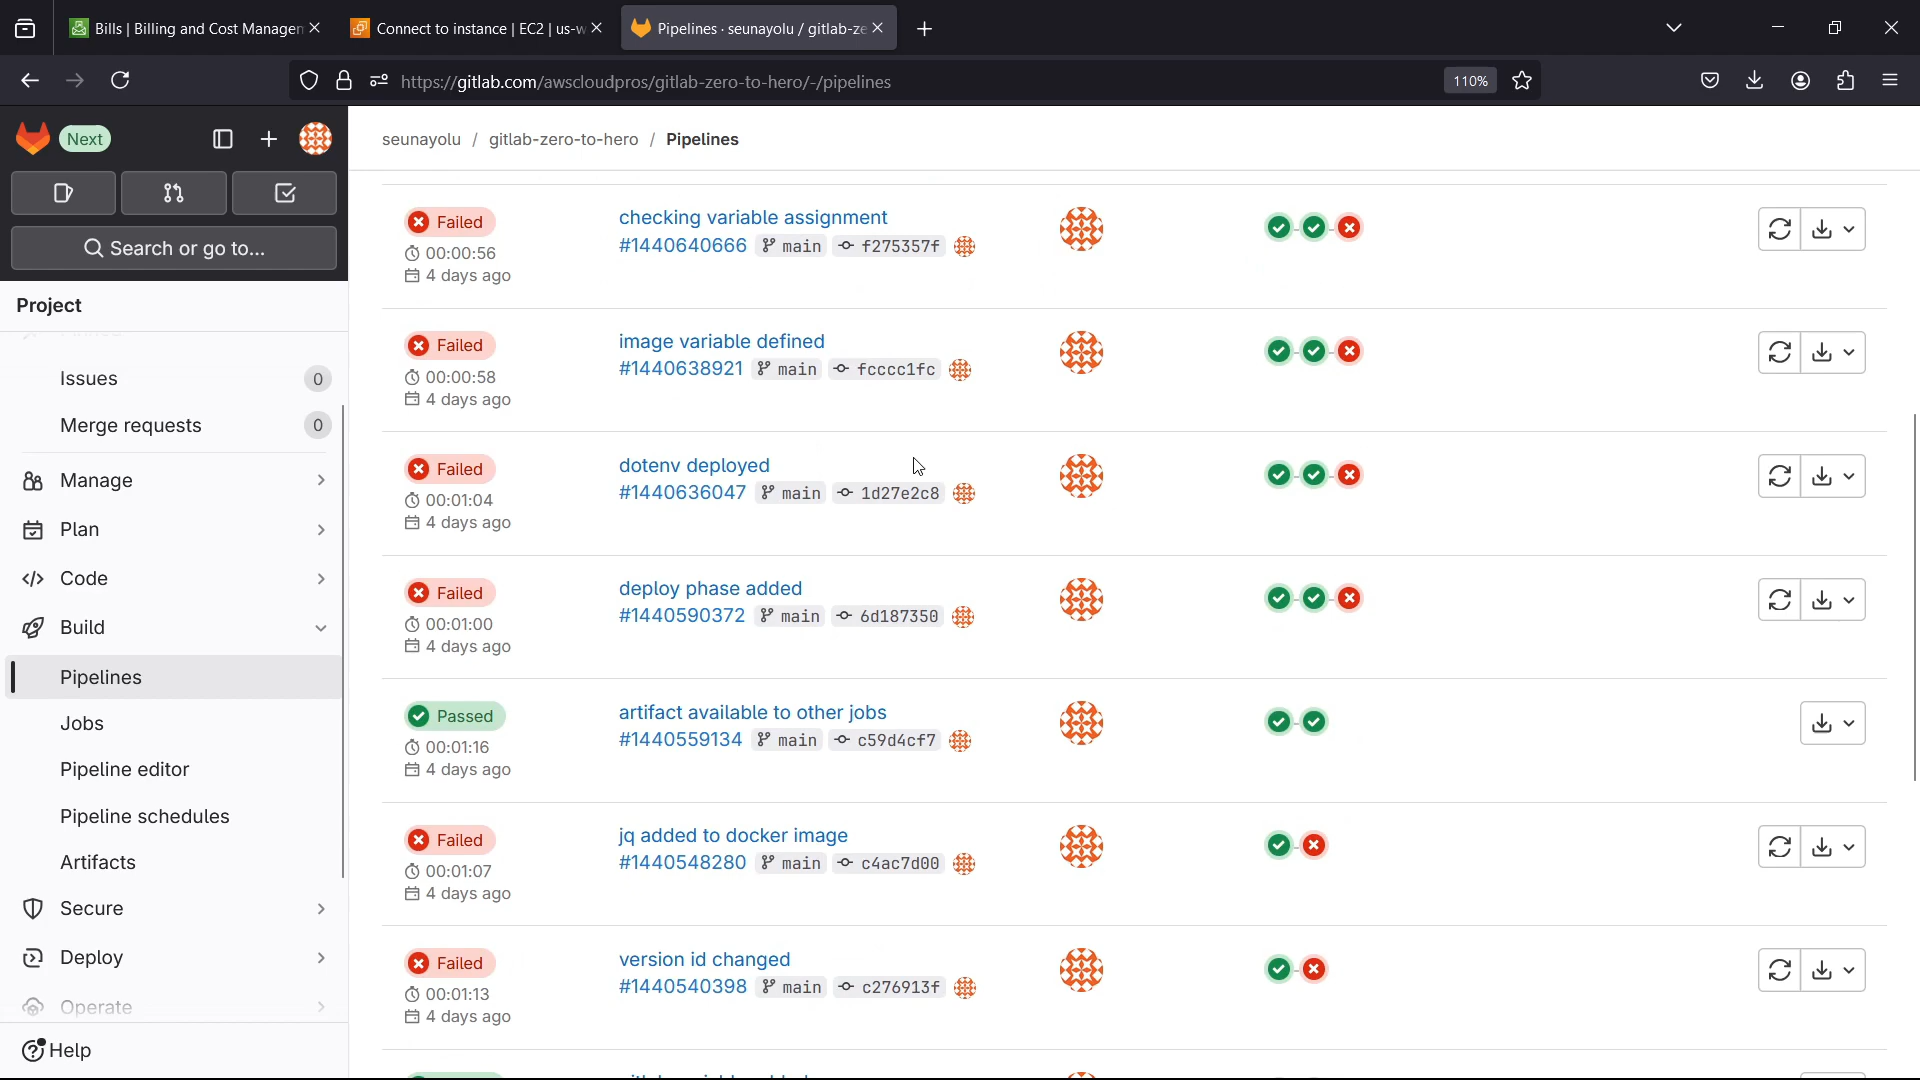 Bills | Billing and Cost Managen
Connect to instance | EC2 | us-w
Pipelines · seunayolu / gitlab-ze
https://gitlab.com/awscloudpros/gitlab-zero-to-hero/-/pipelines
110%
Next
Search or go to...
Project
Issues 0
Merge requests 0
Manage
Plan
Code
Build
Pipelines
Jobs
Pipeline editor
Pipeline schedules
Artifacts
Secure
Deploy
Operate
Help
seunayolu / gitlab-zero-to-hero / Pipelines
Failed
00:00:56
4 days ago
checking variable assignment
#1440640666 main f275357f
Failed
00:00:58
4 days ago
image variable defined
#1440638921 main fcccc1fc
Failed
00:01:04
4 days ago
dotenv deployed
#1440636047 main 1d27e2c8
Failed
00:01:00
4 days ago
deploy phase added
#1440590372 main 6d187350
Passed
00:01:16
4 days ago
artifact available to other jobs
#1440559134 main c59d4cf7
Failed
00:01:07
4 days ago
jq added to docker image
#1440548280 main c4ac7d00
Failed
00:01:13
4 days ago
version id changed
#1440540398 main c276913f